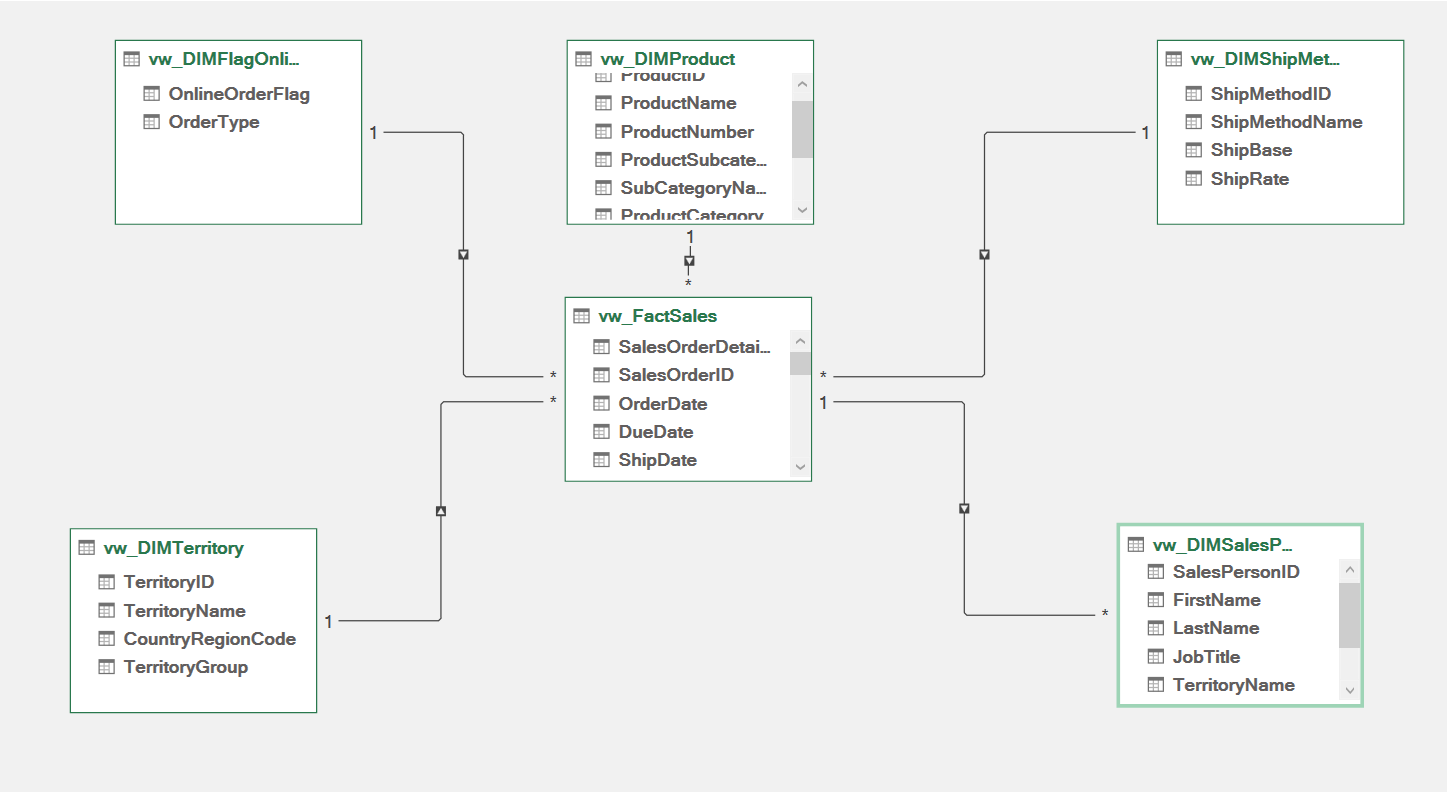 vw_DIMFlagOnli...
OnlineOrderFlag
OrderType
1
vw_DIMProduct
ProductID
ProductName
ProductNumber
ProductSubcate...
SubCategoryNa...
ProductCategory
1
*
vw_DIMShipMet...
ShipMethodID
ShipMethodName
ShipBase
ShipRate
1
vw_FactSales
SalesOrderDetai...
SalesOrderID
OrderDate
DueDate
ShipDate
*
*
*
1
vw_DIMTerritory
TerritoryID
TerritoryName
CountryRegionCode
TerritoryGroup
1
vw_DIMSalesP...
SalesPersonID
FirstName
LastName
JobTitle
TerritoryName
*